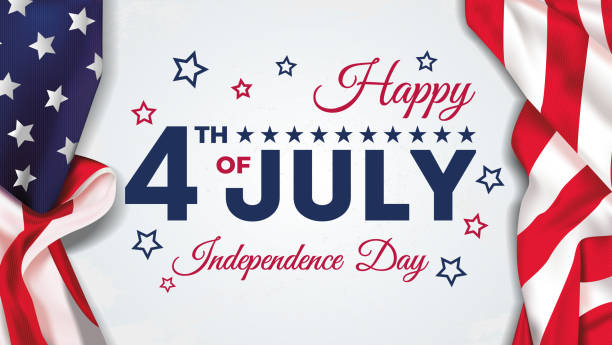 Happy
4TH OF JULY
Independence Day